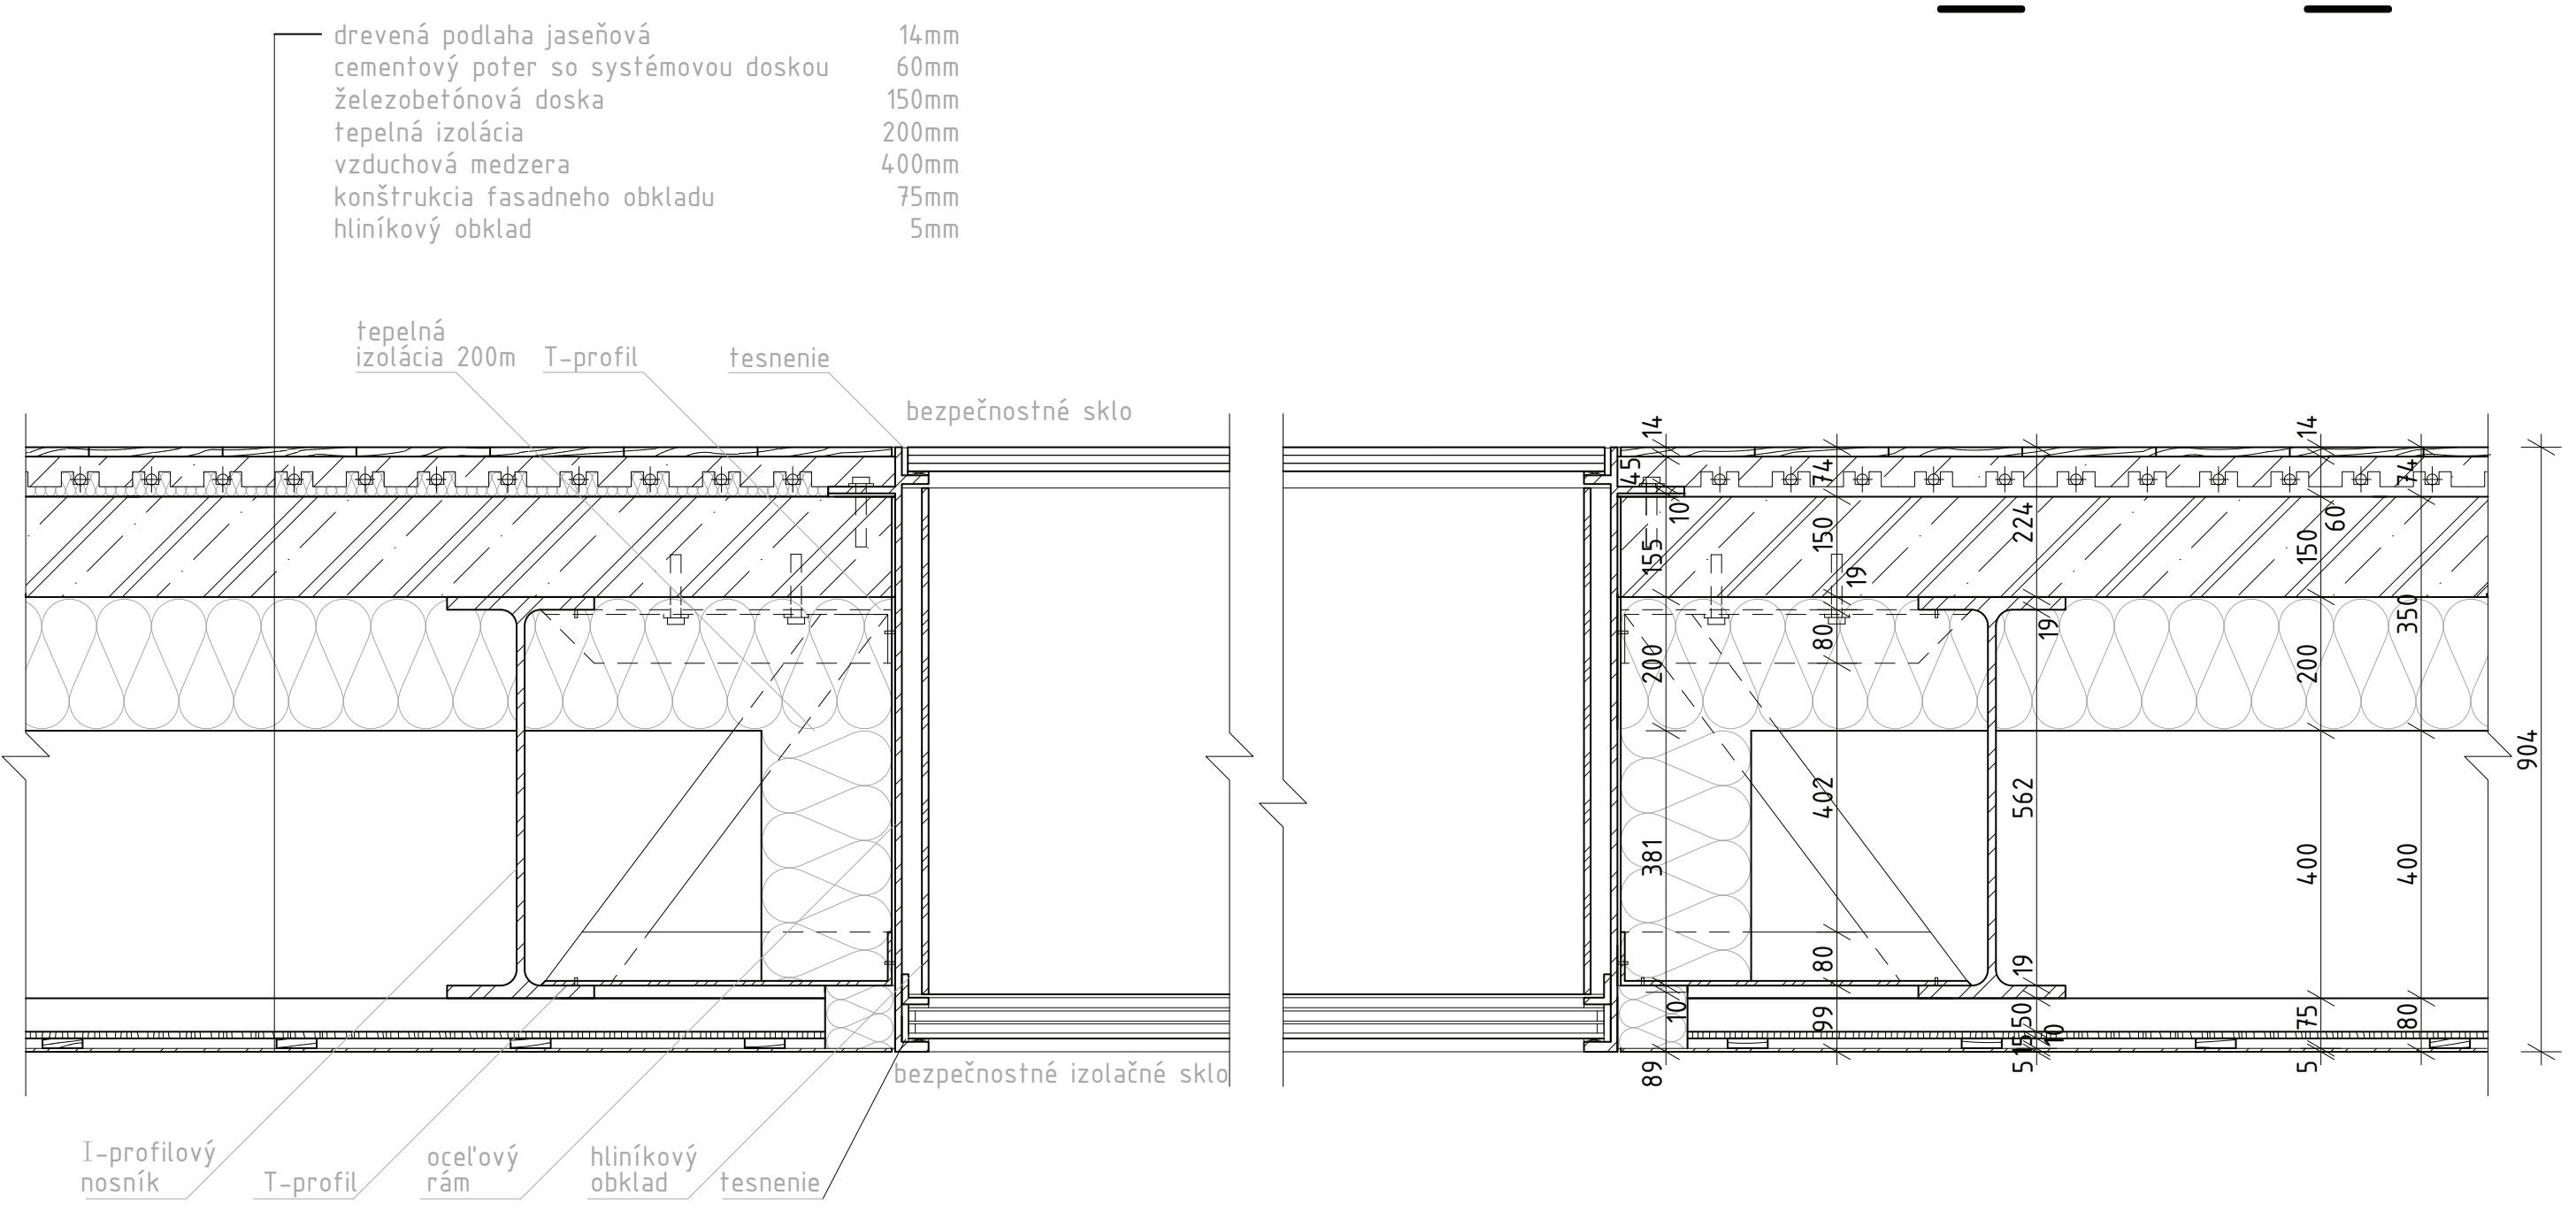 drevená podlaha jaseňová 14mm
cementový poter so systémovou doskou 60mm
železobetónová doska 150mm
tepelná izolácia 200mm
vzduchová medzera 400mm
konštrukcia fasadneho obkladu 75mm
hliníkový obklad 5mm
tepelná
izolácia 200m
T-profil
tesnenie
bezpečnostné sklo
14
45
10
155
200
381
10
89
74
150
19
80
402
80
99
224
19
562
19
50
15
10
5
14
60
150
200
400
75
5
74
350
400
80
904
bezpečnostné izolačné sklo
I-profilový
nosník
T-profil
oceľový
rám
hliníkový
obklad
tesnenie